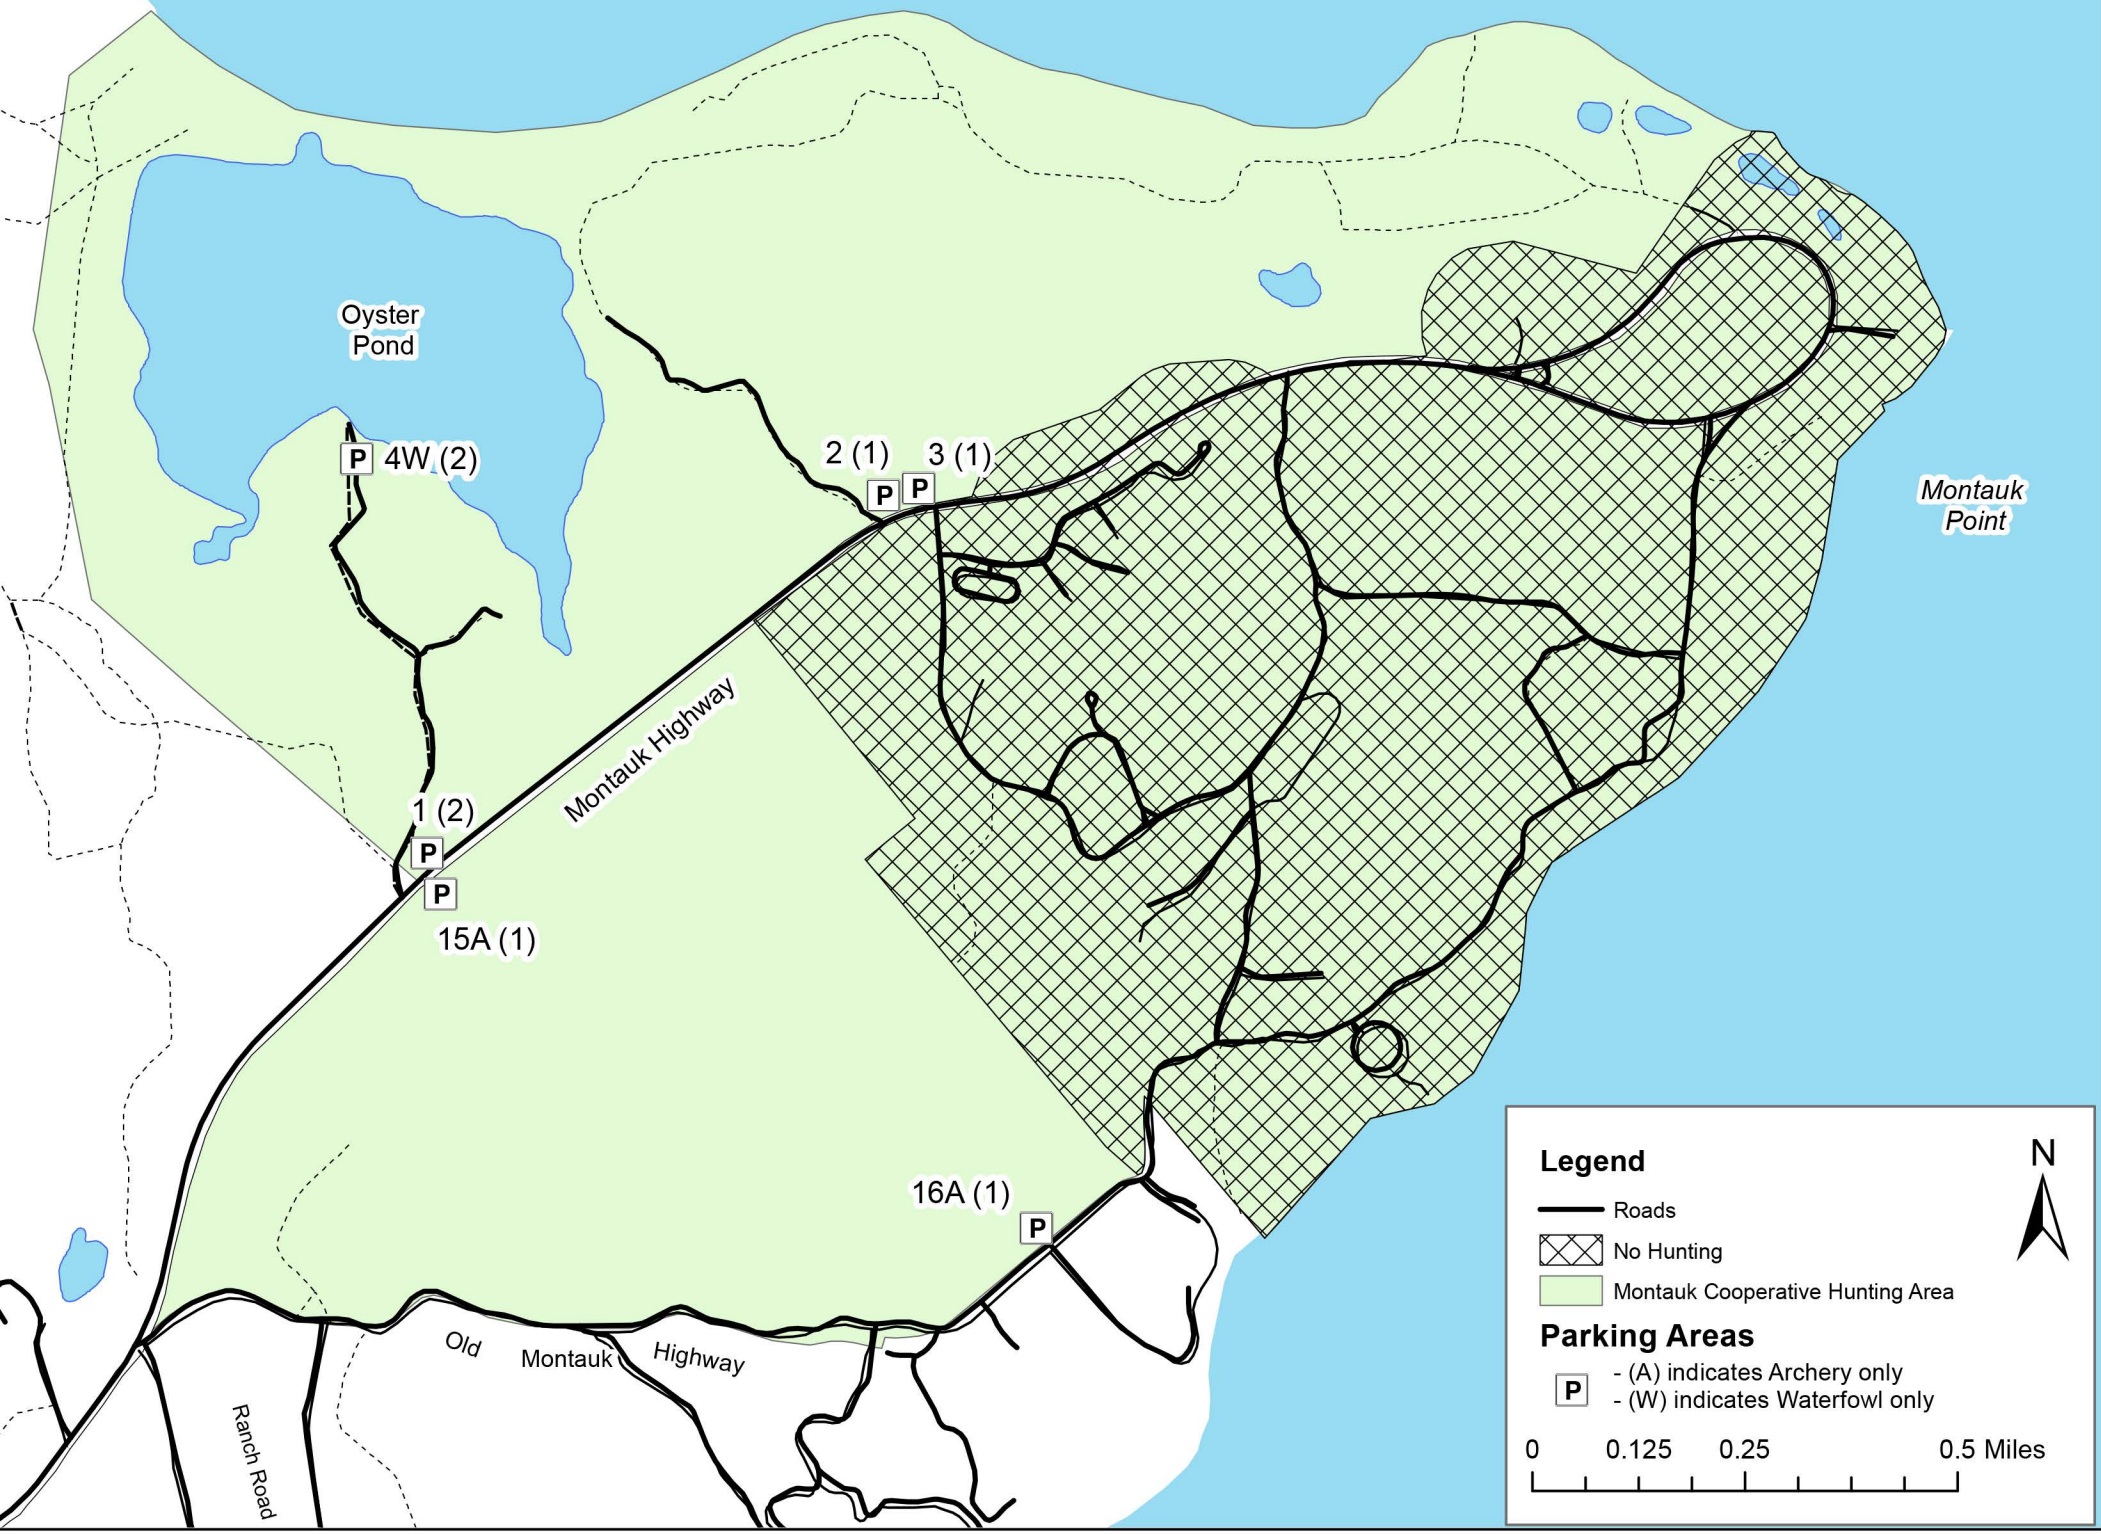 Oyster
Pond
P 4W (2)
2 (1) 3 (1)
P P
Montauk
Point
Montauk Highway
1 (2)
P
P
15A (1)
16A (1)
P
Old Montauk Highway
Ranch Road
Legend
N
Roads
No Hunting
Montauk Cooperative Hunting Area
Parking Areas
P
- (A) indicates Archery only
- (W) indicates Waterfowl only
0 0.125 0.25 0.5 Miles